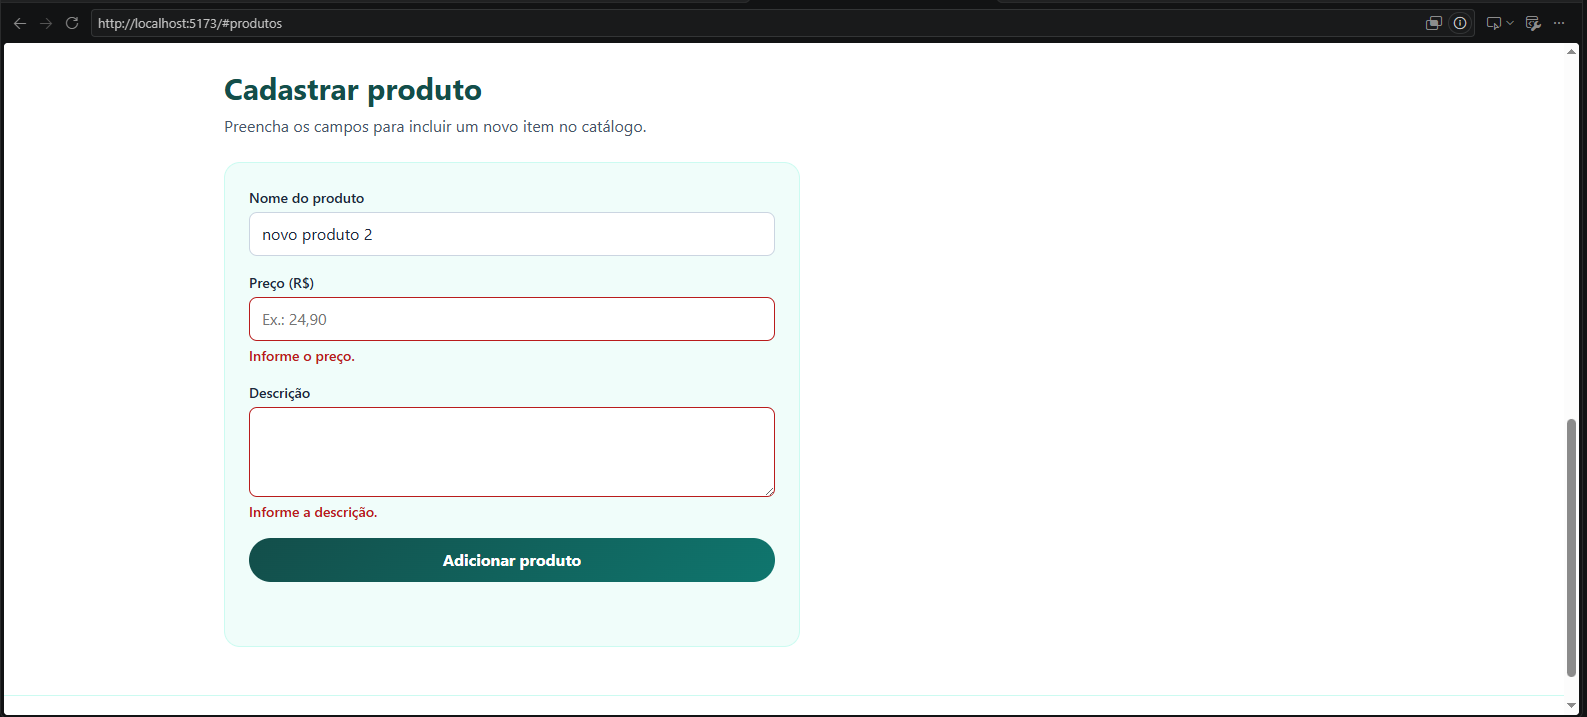 http://localhost:5173/#produtos
Cadastrar produto
Preencha os campos para incluir um novo item no catálogo.
Nome do produto
novo produto 2
Preço (R$)
Ex.: 24,90
Informe o preço.
Descrição
Informe a descrição.
Adicionar produto